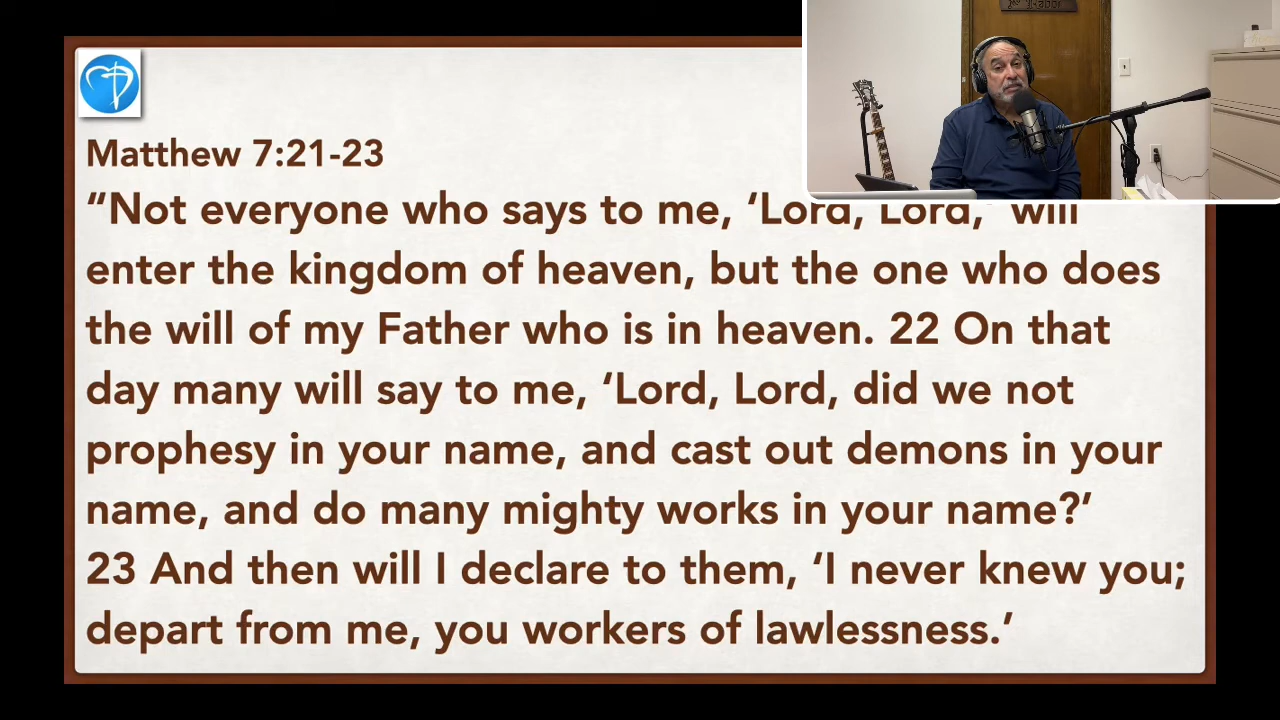 Matthew 7:21-23
“Not everyone who says to me, ‘Lord, Lord,’ will
enter the kingdom of heaven, but the one who does
the will of my Father who is in heaven. 22 On that
day many will say to me, ‘Lord, Lord, did we not
prophesy in your name, and cast out demons in your
name, and do many mighty works in your name?’
23 And then will I declare to them, ‘I never knew you;
depart from me, you workers of lawlessness.’